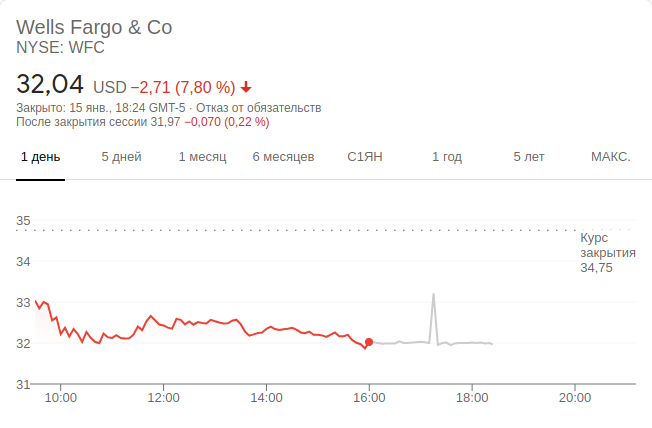 Wells Fargo & Co
NYSE: WFC
32,04 USD −2,71 (7,80 %)
Закрыто: 15 янв., 18:24 GMT-5 · Отказ от обязательств
После закрытия сессии 31,97 −0,070 (0,22 %)
1 день 5 дней 1 месяц 6 месяцев С1ЯН 1 год 5 лет МАКС.
35
Курс
закрытия
34,75
34
33
32
31
10:00 12:00 14:00 16:00 18:00 20:00